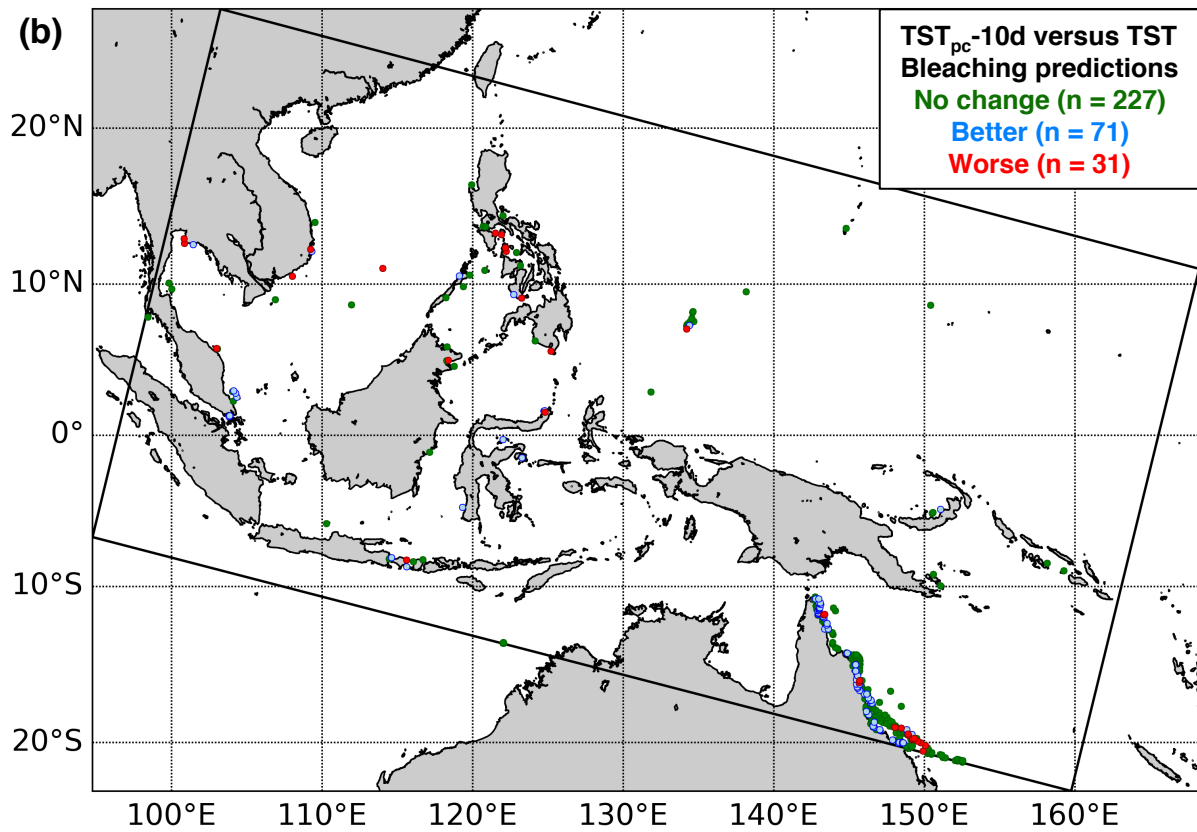 (b)
TSTpc-10d versus TST
Bleaching predictions
No change (n = 227)
Better (n = 71)
Worse (n = 31)
20°N
10°N
0°
10°S
20°S
100°E 110°E 120°E 130°E 140°E 150°E 160°E